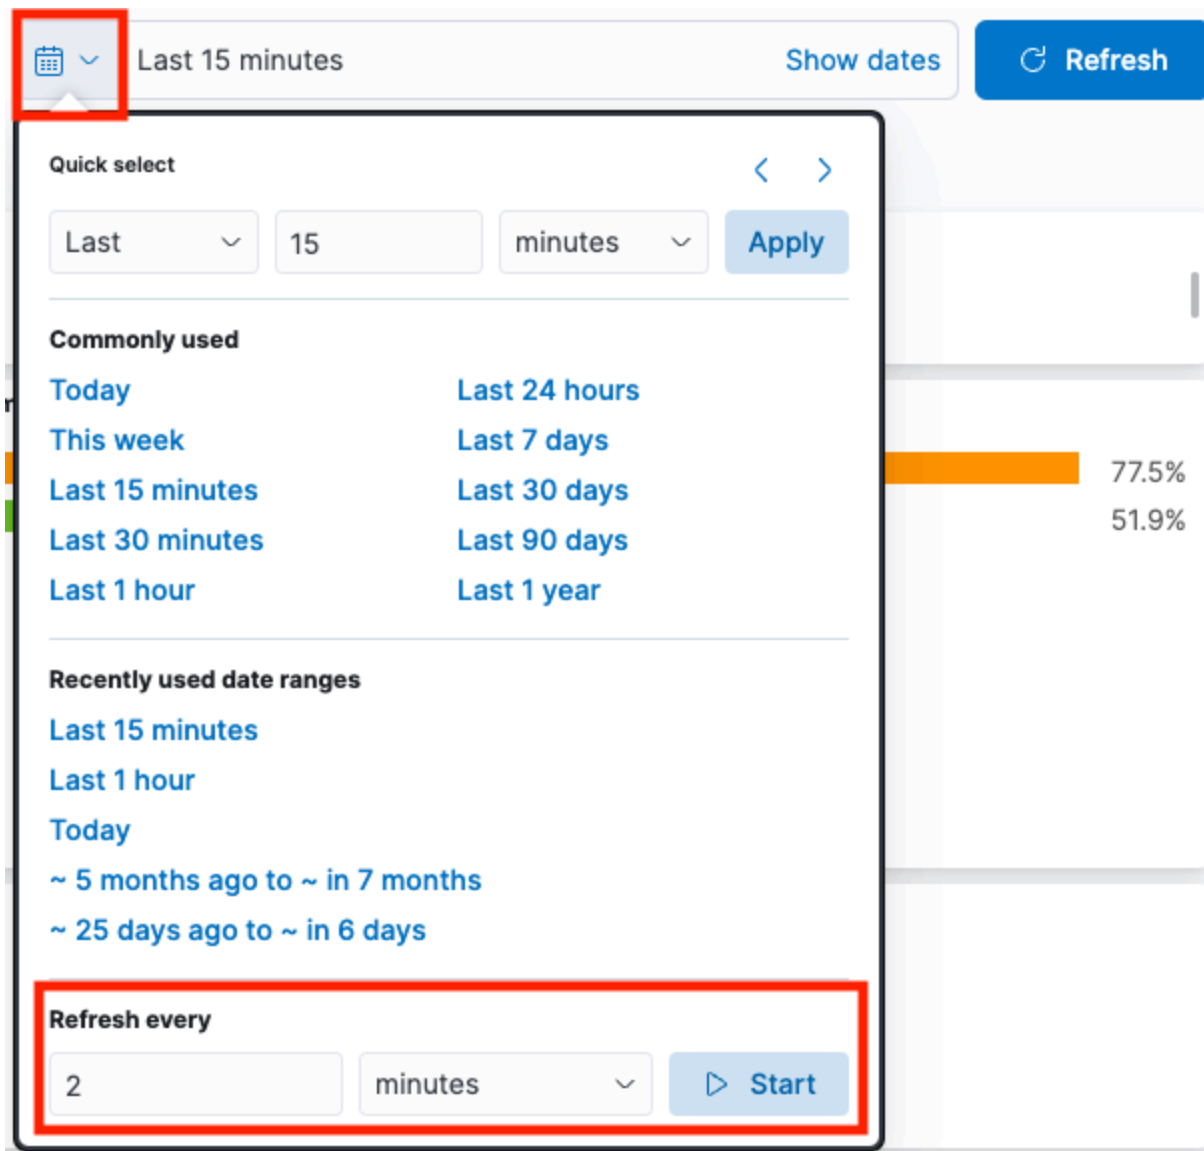 Last 15 minutes Show dates Refresh
Quick select
Last 15 minutes Apply
Commonly used
Today Last 24 hours
This week Last 7 days
Last 15 minutes Last 30 days
Last 30 minutes Last 90 days
Last 1 hour Last 1 year
77.5%
51.9%
Recently used date ranges
Last 15 minutes
Last 1 hour
Today
~ 5 months ago to ~ in 7 months
~ 25 days ago to ~ in 6 days
Refresh every
2 minutes Start